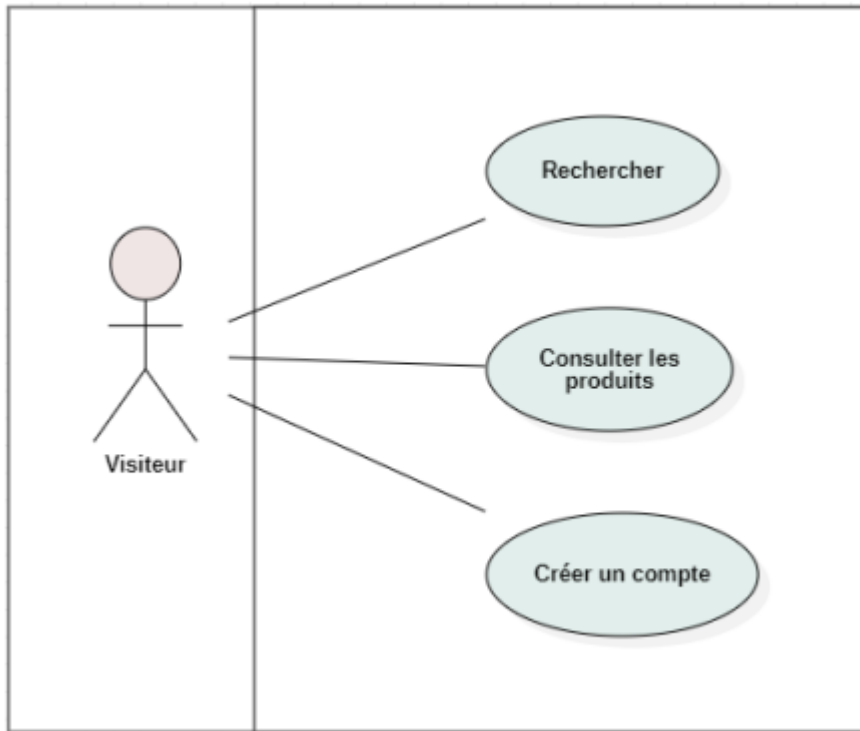 Rechercher
Consulter les
produits
Visiteur
Créer un compte